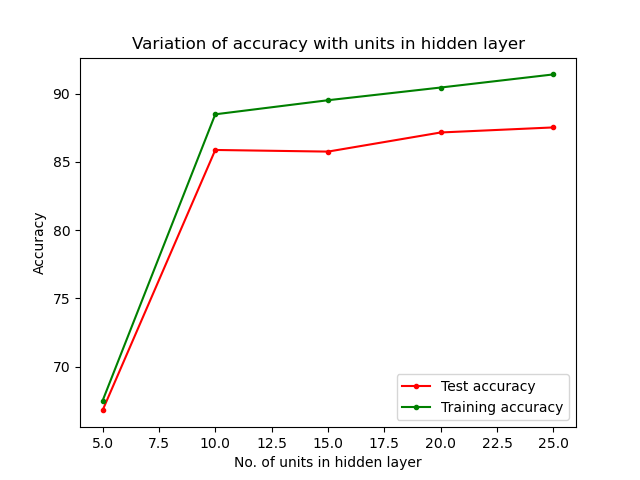 Variation of accuracy with units in hidden layer
Accuracy
90
85
80
75
70
Test accuracy
Training accuracy
5.0 7.5 10.0 12.5 15.0 17.5 20.0 22.5 25.0
No. of units in hidden layer